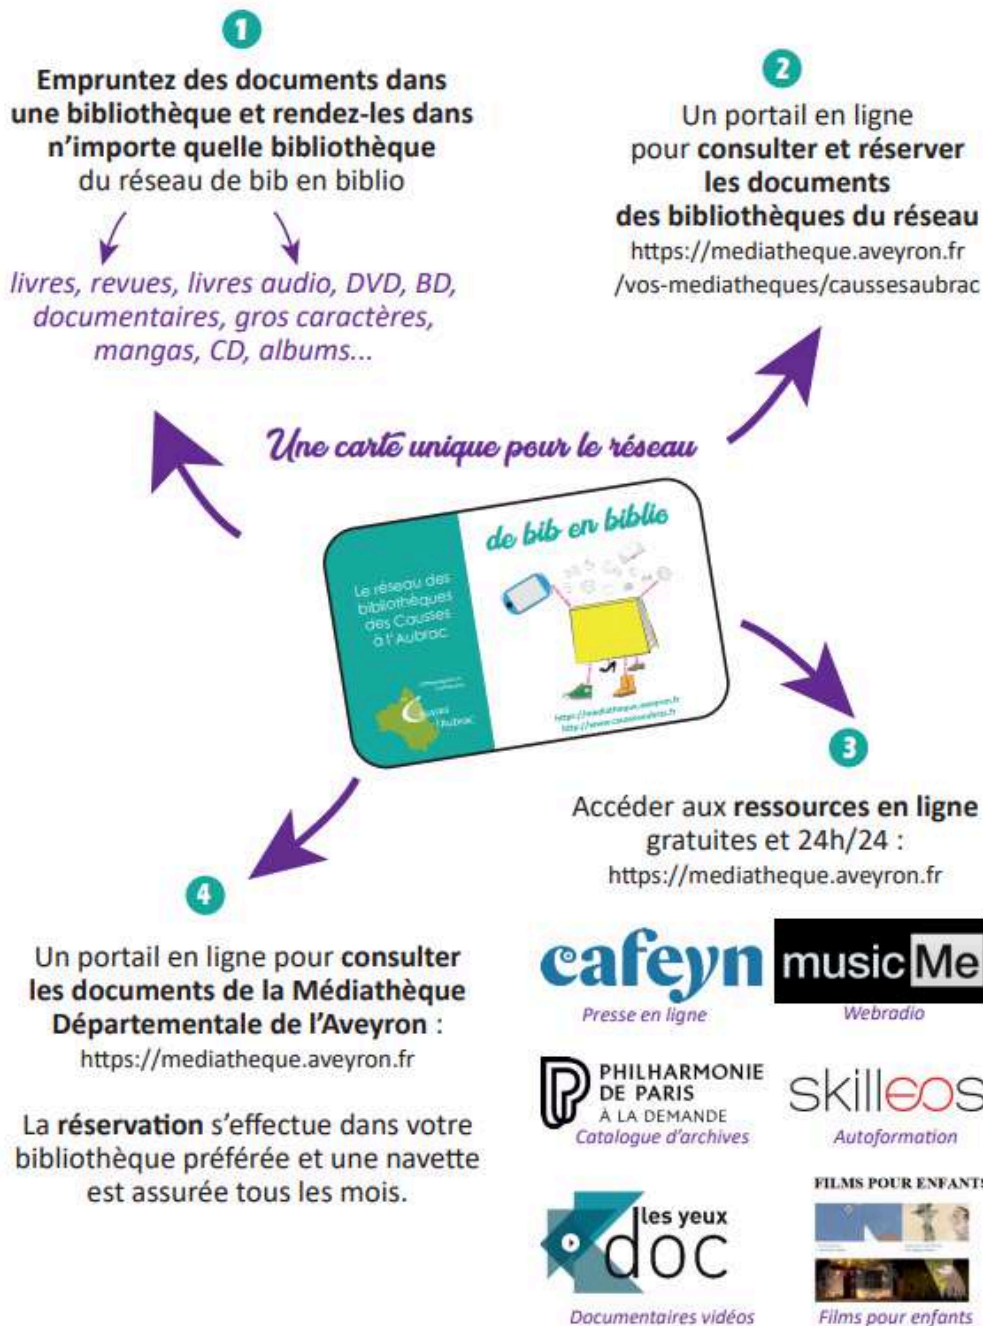 1
Empruntez des documents dans
une bibliothèque et rendez-les dans
n'importe quelle bibliothèque
du réseau de bib en biblio
livres, revues, livres audio, DVD, BD,
documentaires, gros caractères,
mangas, CD, albums...
2
Un portail en ligne
pour consulter et réserver
les documents
des bibliothèques du réseau
https://mediatheque.aveyron.fr
/vos-mediatheques/caussesaubrac
Une carte unique pour le réseau
de bib en biblio
Le réseau des
bibliothèques
des Causses
à l'Aubrac
l'Aubrac
https://mediatheque.aveyron.fr
3
Accéder aux ressources en ligne
gratuites et 24h/24 :
https://mediatheque.aveyron.fr
cafeyn
Presse en ligne
music Me
Webradio
PHILHARMONIE
DE PARIS
À LA DEMANDE
Catalogue d'archives
skilleos
Autoformation
les yeux
doc
Documentaires vidéos
FILMS POUR ENFANTS
Films pour enfants
4
Un portail en ligne pour consulter
les documents de la Médiathèque
Départementale de l'Aveyron :
https://mediatheque.aveyron.fr
La réservation s'effectue dans votre
bibliothèque préférée et une navette
est assurée tous les mois.